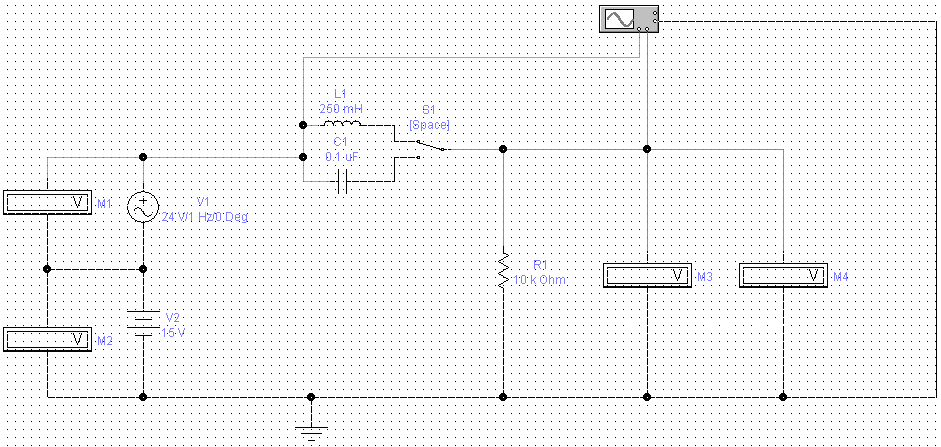 L1
250 mH
S1
[Space]
C1
0.1 uF
V
M1
V1
24 V/1 Hz/0 Deg
V
M3
V
M4
R1
10 k Ohm
V2
15 V
V
M2